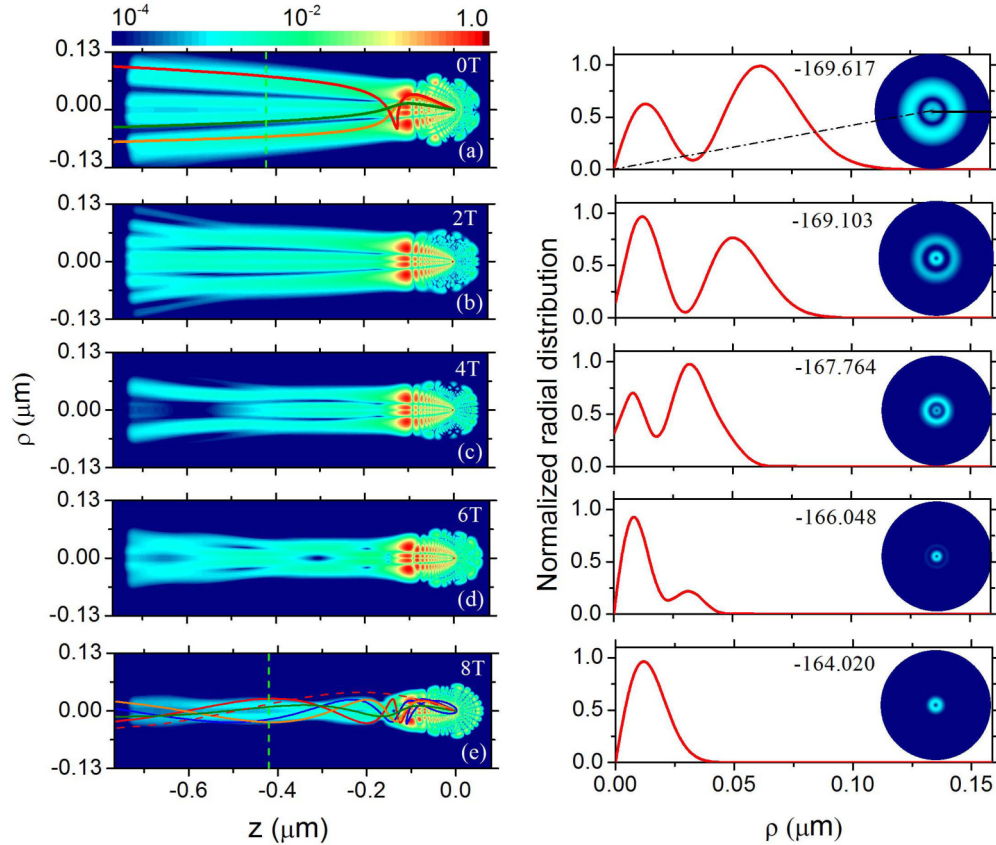 10-4 10-2 1.0
0.13
0.00
-0.13
0T
(a)
0.13
0.00
-0.13
2T
(b)
0.13
0.00
-0.13
4T
(c)
0.13
0.00
-0.13
6T
(d)
0.13
0.00
-0.13
8T
(e)
ρ (μm)
-0.6 -0.4 -0.2 0.0
z (μm)
Normalized radial distribution
1.0
0.5
0.0
-169.617
1.0
0.5
0.0
-169.103
1.0
0.5
0.0
-167.764
1.0
0.5
0.0
-166.048
1.0
0.5
0.0
-164.020
0.00 0.05 0.10 0.15
ρ (μm)